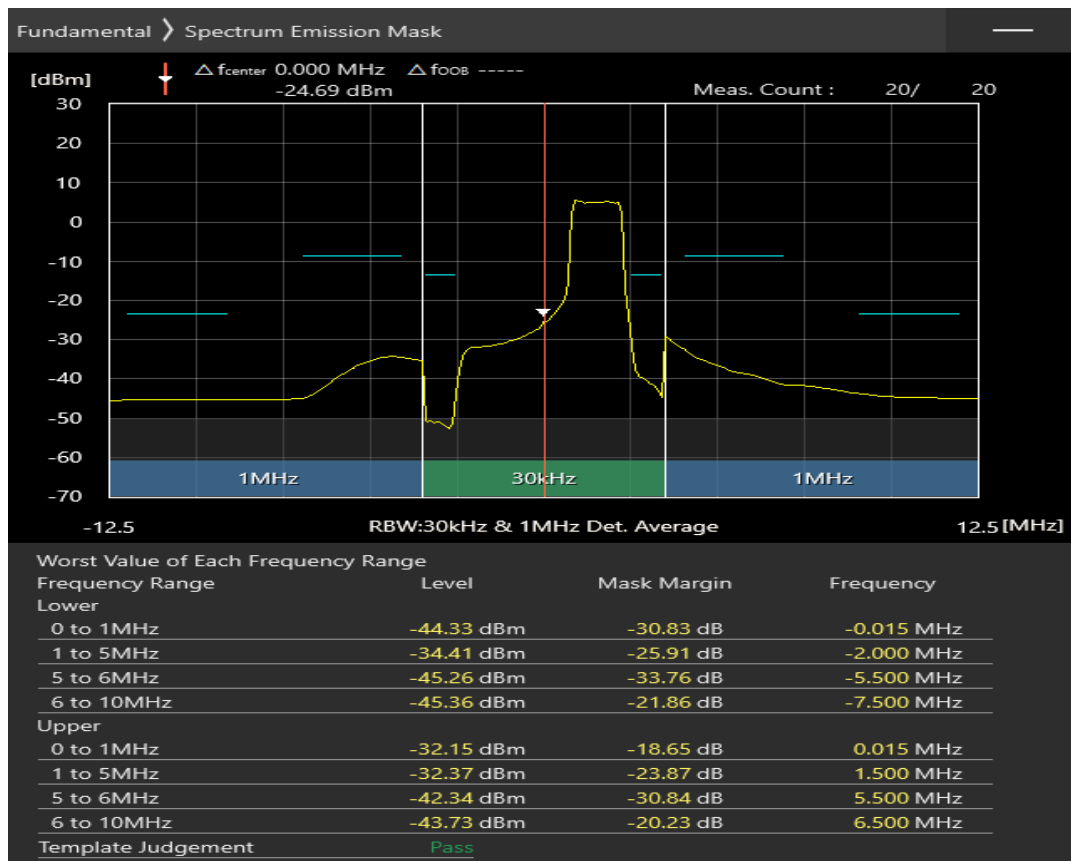 Fundamental ❯ Spectrum Emission Mask
[dBm] △ fcenter 0.000 MHz △ fOOB -----
-24.69 dBm Meas. Count : 20/ 20
30
20
10
0
-10
-20
-30
-40
-50
-60
1MHz 30kHz 1MHz
-70
-12.5 RBW:30kHz & 1MHz Det. Average 12.5 [MHz]
Worst Value of Each Frequency Range
Frequency Range Level Mask Margin Frequency
Lower
0 to 1MHz -44.33 dBm -30.83 dB -0.015 MHz
1 to 5MHz -34.41 dBm -25.91 dB -2.000 MHz
5 to 6MHz -45.26 dBm -33.76 dB -5.500 MHz
6 to 10MHz -45.36 dBm -21.86 dB -7.500 MHz
Upper
0 to 1MHz -32.15 dBm -18.65 dB 0.015 MHz
1 to 5MHz -32.37 dBm -23.87 dB 1.500 MHz
5 to 6MHz -42.34 dBm -30.84 dB 5.500 MHz
6 to 10MHz -43.73 dBm -20.23 dB 6.500 MHz
Template Judgement Pass